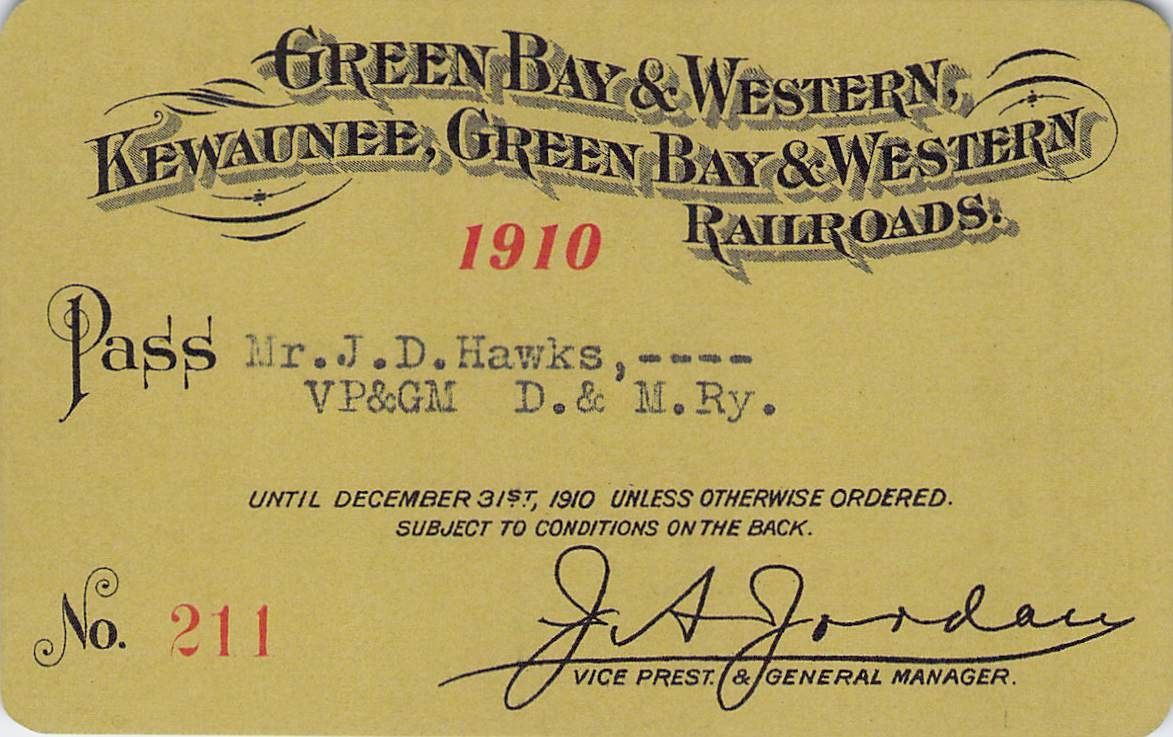 GREEN BAY & WESTERN,
KEWAUNEE, GREEN BAY & WESTERN
RAILROADS.
1910
Pass Mr.J.D.Hawks,----
VP&GM D.& M.Ry.
UNTIL DECEMBER 31ST, 1910 UNLESS OTHERWISE ORDERED.
SUBJECT TO CONDITIONS ON THE BACK.
No. 211
J. A. Jordan
VICE PREST. & GENERAL MANAGER.